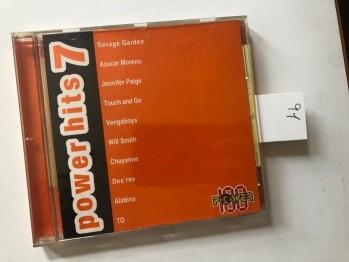 power hits 7
Savage Garden
Azucar Moreno
Jennifer Paige
Touch and Go
Vengaboys
Will Smith
Chayanne
Des'ree
Alabina
TQ
POWER